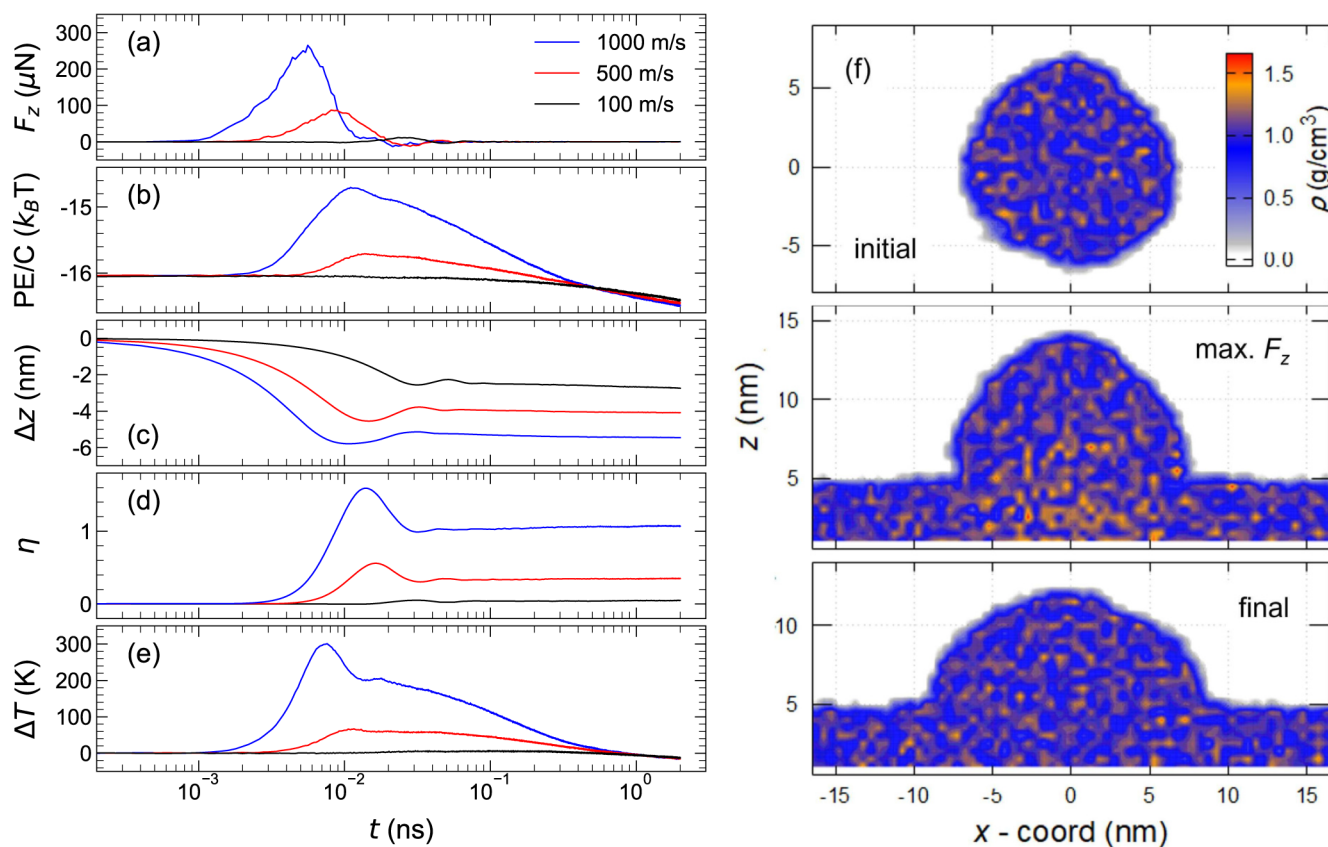 (a)
1000 m/s
500 m/s
100 m/s
F_z (μN)
300
200
100
0
(b)
PE/C (k_BT)
-15
-16
(c)
Δz (nm)
0
-2
-4
-6
(d)
η
1
0
(e)
ΔT (K)
300
200
100
0
10⁻³ 10⁻² 10⁻¹ 10⁰
t (ns)
(f)
initial
5
0
-5
1.5
1.0
0.5
0.0
ρ (g/cm³)
max. F_z
15
10
5
z (nm)
final
10
5
-15 -10 -5 0 5 10 15
x - coord (nm)